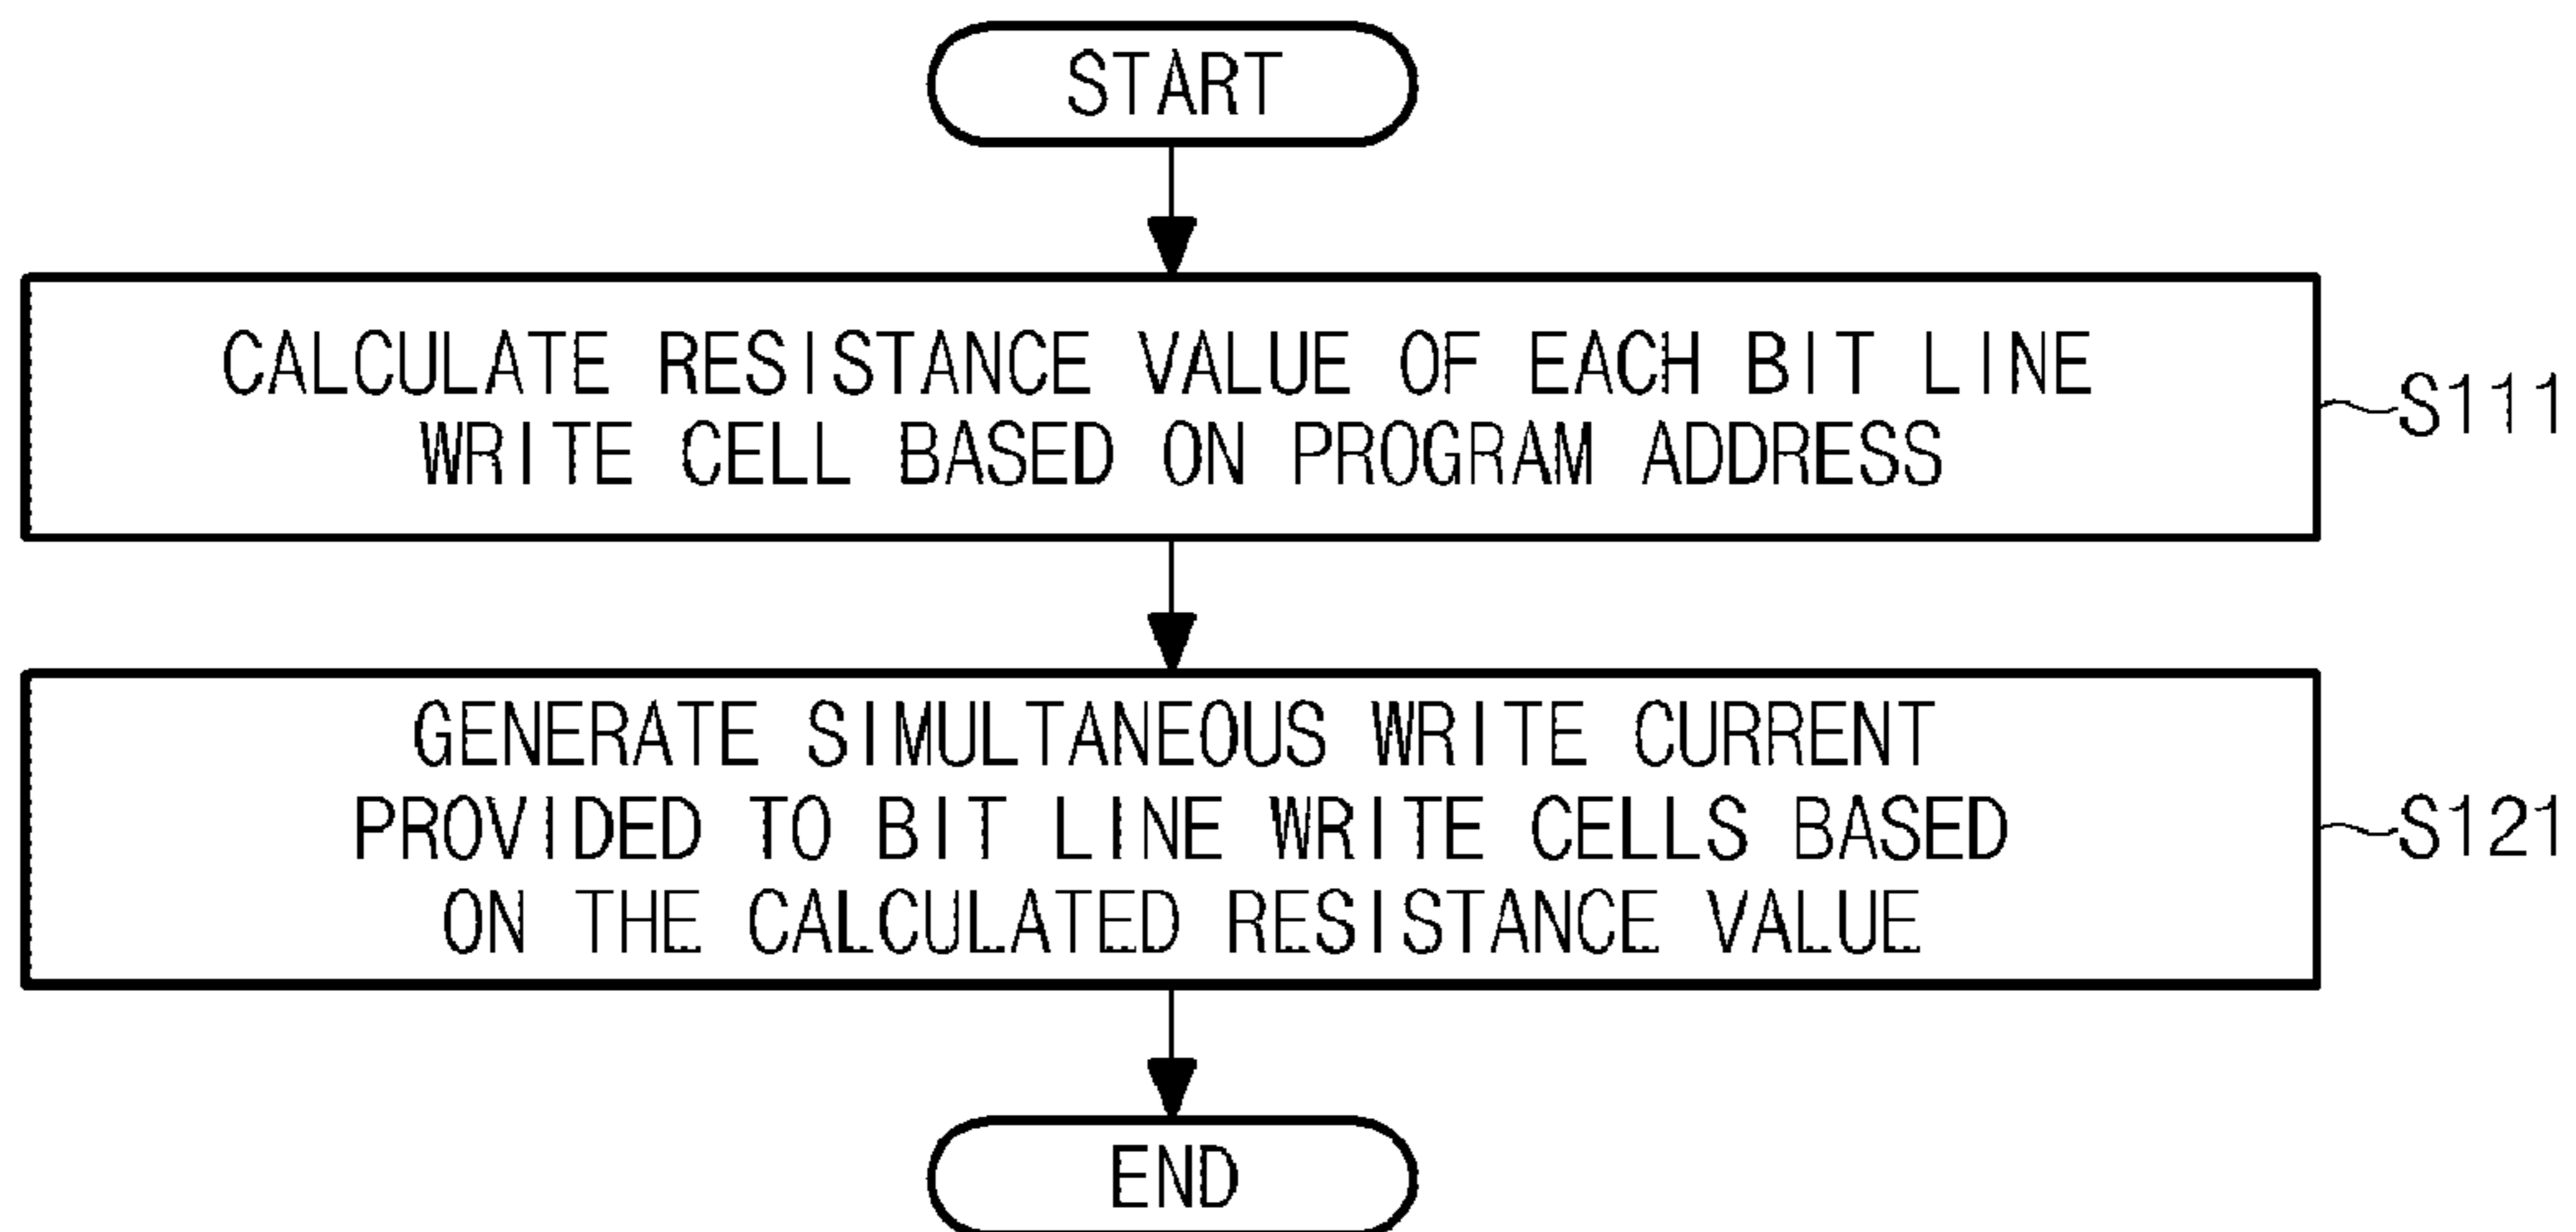 START
CALCULATE RESISTANCE VALUE OF EACH BIT LINE
WRITE CELL BASED ON PROGRAM ADDRESS
S111
GENERATE SIMULTANEOUS WRITE CURRENT
PROVIDED TO BIT LINE WRITE CELLS BASED
ON THE CALCULATED RESISTANCE VALUE
S121
END